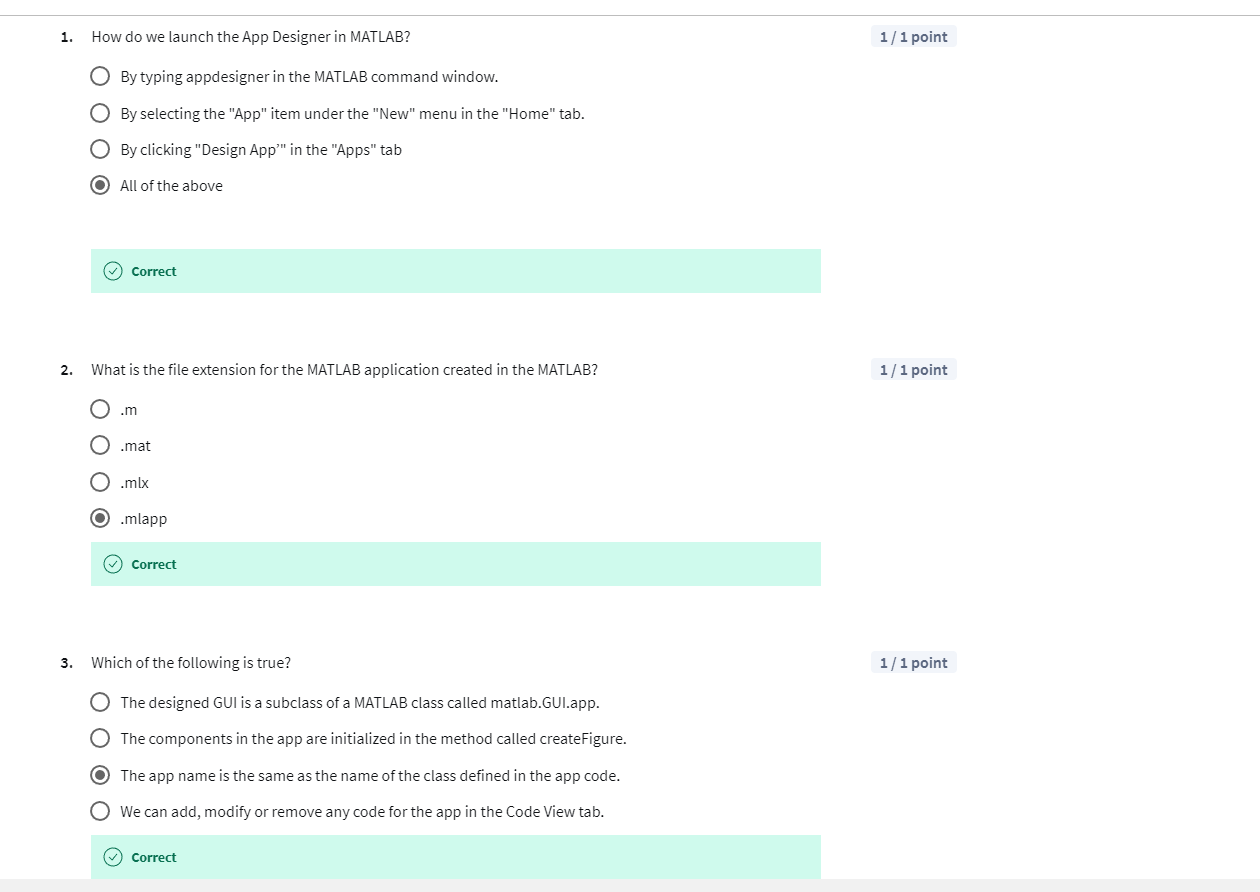 1. How do we launch the App Designer in MATLAB? 1 / 1 point
By typing appdesigner in the MATLAB command window.
By selecting the "App" item under the "New" menu in the "Home" tab.
By clicking "Design App'" in the "Apps" tab
All of the above
Correct
2. What is the file extension for the MATLAB application created in the MATLAB? 1 / 1 point
.m
.mat
.mlx
.mlapp
Correct
3. Which of the following is true? 1 / 1 point
The designed GUI is a subclass of a MATLAB class called matlab.GUI.app.
The components in the app are initialized in the method called createFigure.
The app name is the same as the name of the class defined in the app code.
We can add, modify or remove any code for the app in the Code View tab.
Correct